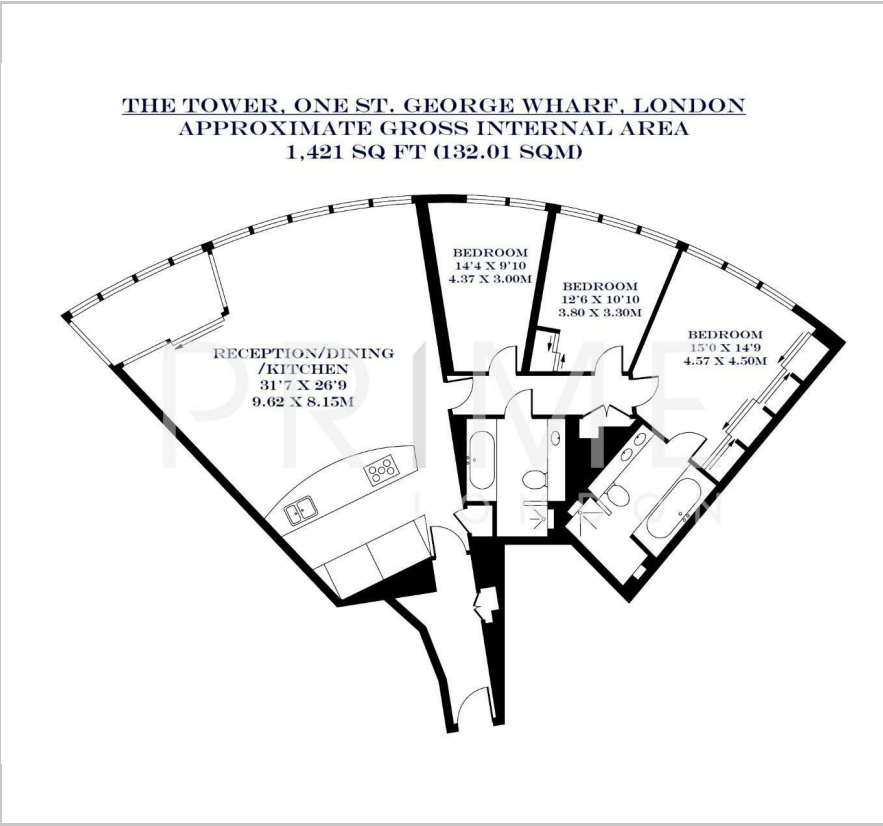 THE TOWER, ONE ST. GEORGE WHARF, LONDON
APPROXIMATE GROSS INTERNAL AREA
1,421 SQ FT (132.01 SQM)
BEDROOM
14'4 X 9'10
4.37 X 3.00M
BEDROOM
12'6 X 10'10
3.80 X 3.30M
BEDROOM
15'0 X 14'9
4.57 X 4.50M
RECEPTION/DINING
/KITCHEN
31'7 X 26'9
9.62 X 8.15M
PRIME
LONDON